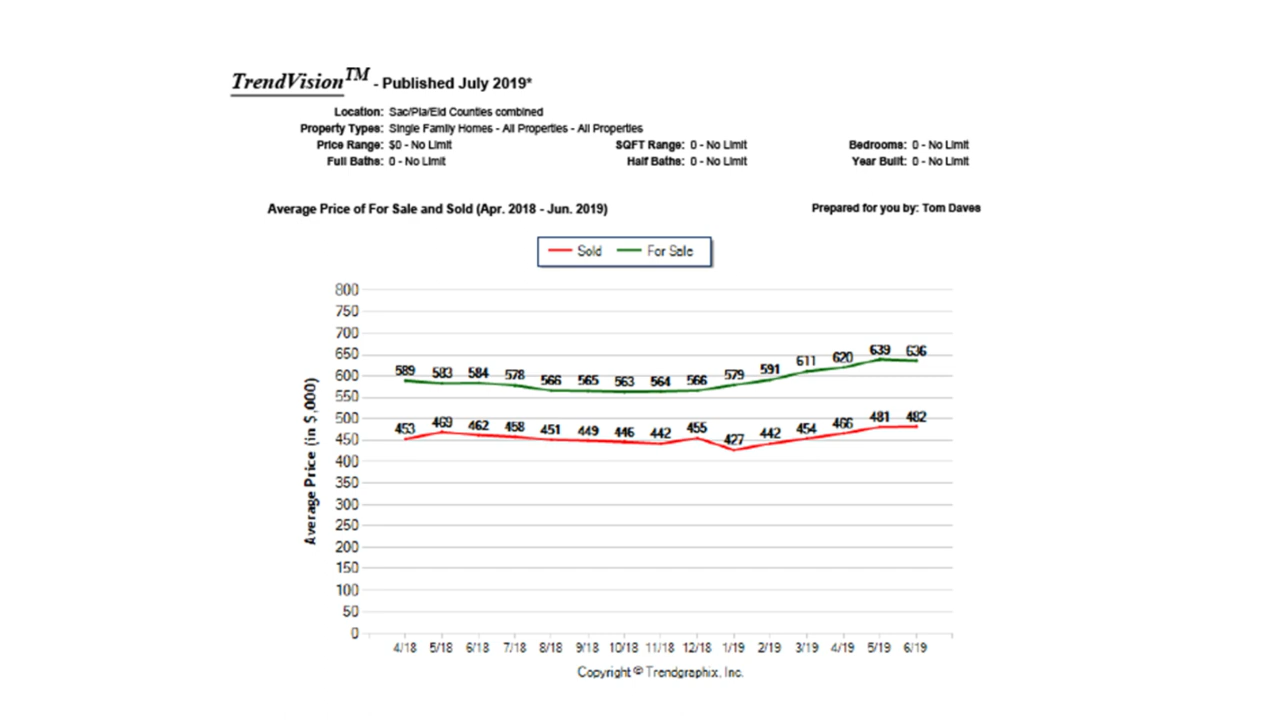 TrendVision™ - Published July 2019*
Location: Sac/Pla/Eld Counties combined
Property Types: Single Family Homes - All Properties - All Properties
Price Range: $0 - No Limit SQFT Range: 0 - No Limit Bedrooms: 0 - No Limit
Full Baths: 0 - No Limit Half Baths: 0 - No Limit Year Built: 0 - No Limit
Average Price of For Sale and Sold (Apr. 2018 - Jun. 2019) Prepared for you by: Tom Daves
Sold For Sale
Average Price (in $,000)
800
750
700
650
600
550
500
450
400
350
300
250
200
150
100
50
0
589 583 584 578 566 565 563 564 566 579 591 611 620 639 636
453 469 462 458 451 449 446 442 455 427 442 454 466 481 482
4/18 5/18 6/18 7/18 8/18 9/18 10/18 11/18 12/18 1/19 2/19 3/19 4/19 5/19 6/19
Copyright © Trendgraphix, Inc.